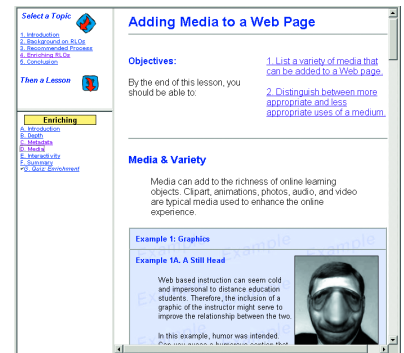 Select a Topic
1. Introduction
2. Background on RLOs
3. Recommended Process
4. Enriching RLOs
5. Conclusion
Then a Lesson
Enriching
A. Introduction
B. Depth
C. Metadata
D. Media
E. Interactivity
F. Summary
G. Quiz: Enrichment
Adding Media to a Web Page
Objectives:
By the end of this lesson, you
should be able to:
1. List a variety of media that
can be added to a Web page.
2. Distinguish between more
appropriate and less
appropriate uses of a medium.
Media & Variety
Media can add to the richness of online learning
objects. Clipart, animations, photos, audio, and video
are typical media used to enhance the online
experience.
Example 1: Graphics
Example 1A. A Still Head
Web based instruction can seem cold
and impersonal to distance education
students. Therefore, the inclusion of a
graphic of the instructor might serve to
improve the relationship between the two.
In this example, humor was intended.